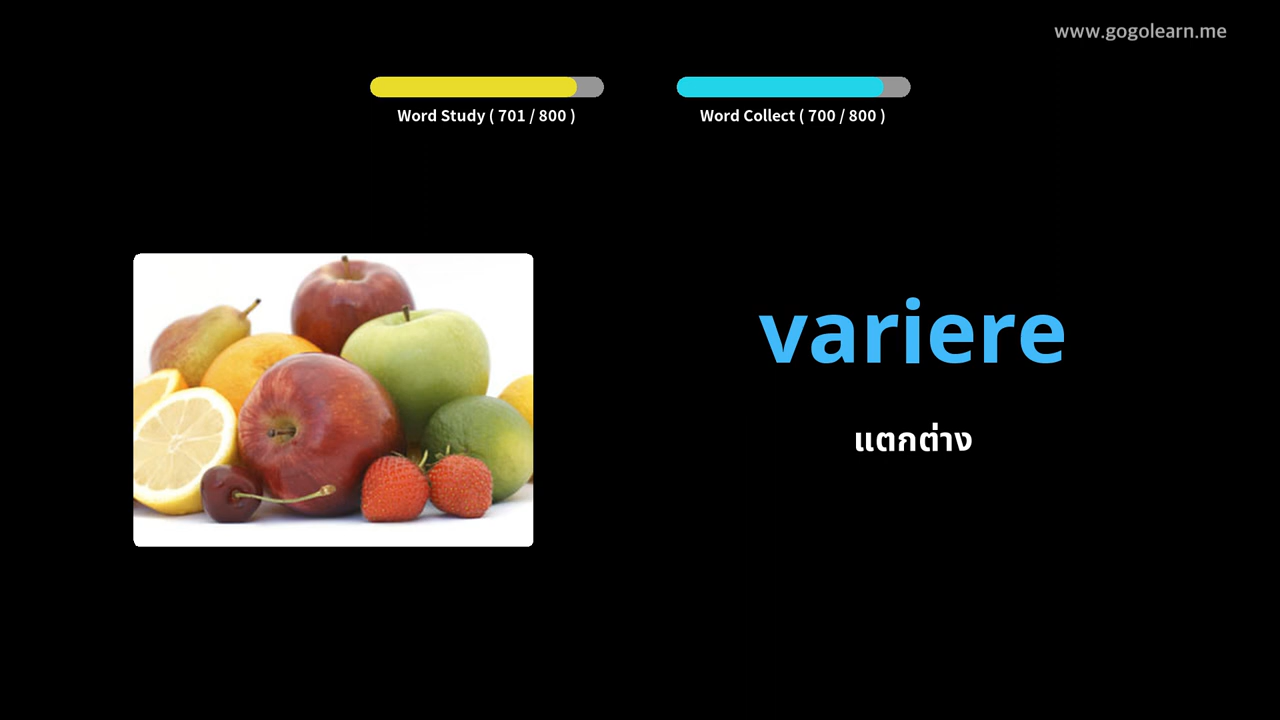 www.gogolearn.me
Word Study ( 701 / 800 )
Word Collect ( 700 / 800 )
variere
แตกต่าง